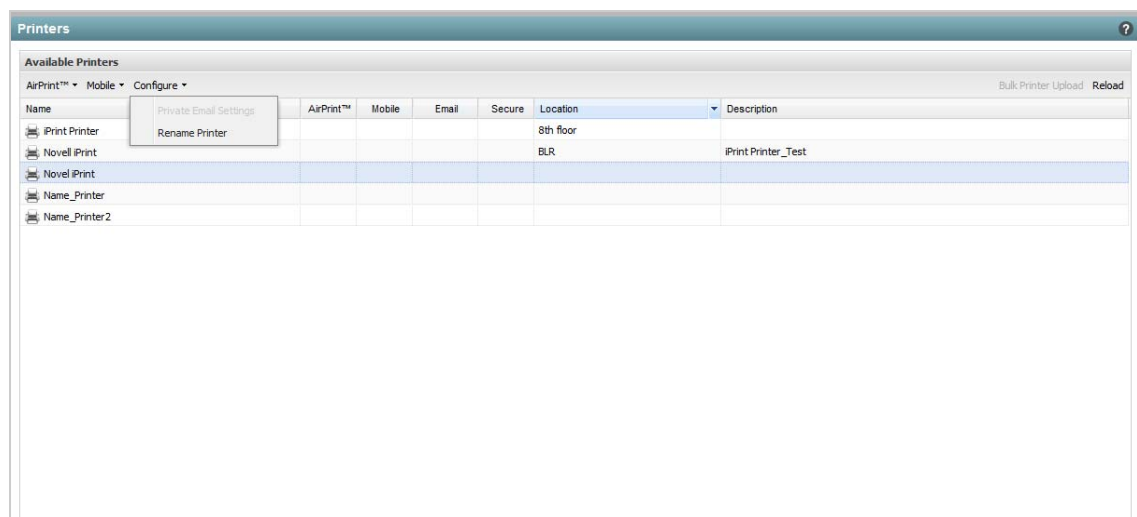 Printers
?
Available Printers
AirPrint™ Mobile Configure Bulk Printer Upload Reload
Name AirPrint™ Mobile Email Secure Location Description
Private Email Settings
iPrint Printer 8th floor
Rename Printer
Novell iPrint BLR iPrint Printer_Test
Novel iPrint
Name_Printer
Name_Printer2